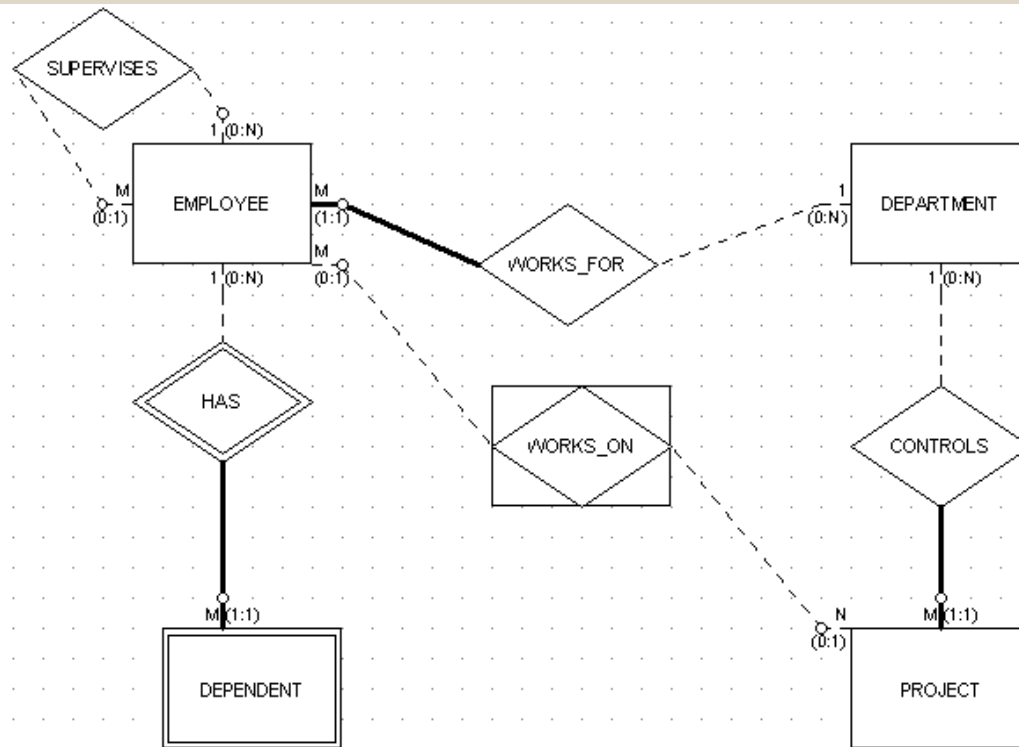 SUPERVISES
1 (0:N)
M
(0:1)
EMPLOYEE
M
(1:1)
M
(0:1)
1 (0:N)
WORKS_FOR
1
(0:N)
DEPARTMENT
1 (0:N)
HAS
WORKS_ON
CONTROLS
M (1:1)
N
(0:1)
M (1:1)
DEPENDENT
PROJECT